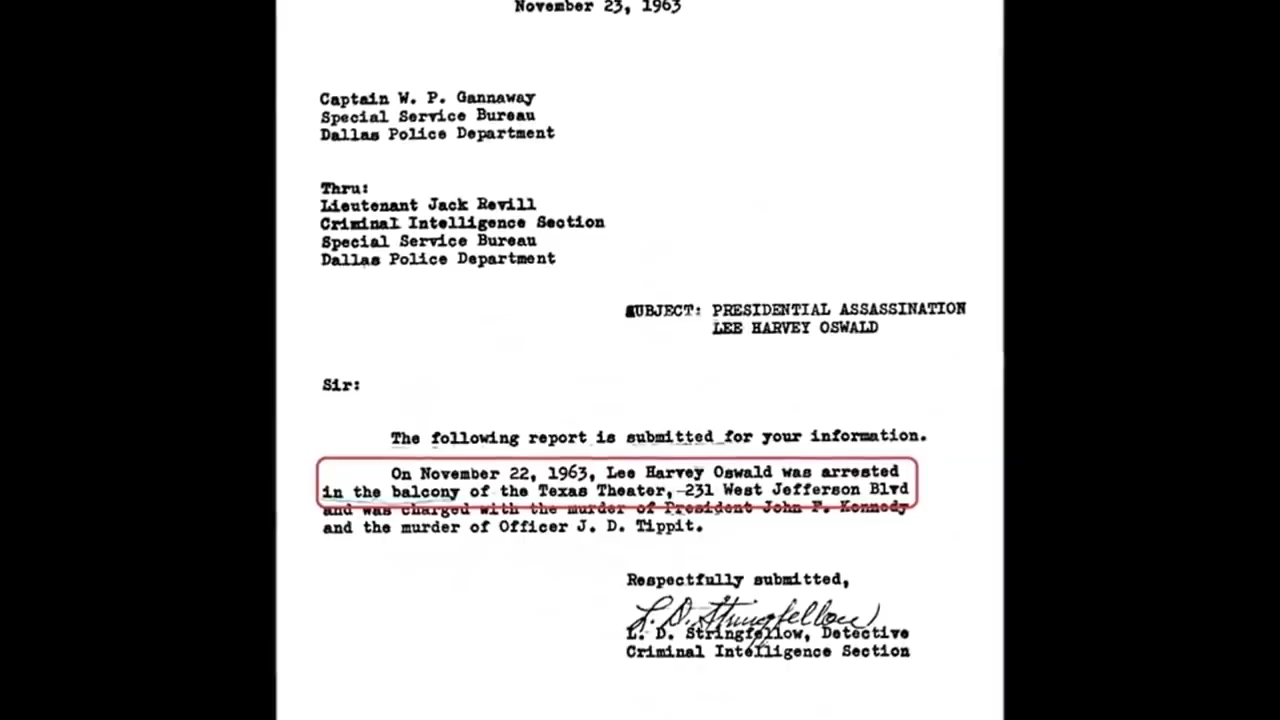 November 23, 1963
Captain W. P. Gannaway
Special Service Bureau
Dallas Police Department
Thru:
Lieutenant Jack Revill
Criminal Intelligence Section
Special Service Bureau
Dallas Police Department
SUBJECT: PRESIDENTIAL ASSASSINATION
LEE HARVEY OSWALD
Sir:
The following report is submitted for your information.
On November 22, 1963, Lee Harvey Oswald was arrested
in the balcony of the Texas Theater, 231 West Jefferson Blvd
and was charged with the murder of President John F. Kennedy
and the murder of Officer J. D. Tippit.
Respectfully submitted,
L. D. Stringfellow
L. D. Stringfellow, Detective
Criminal Intelligence Section